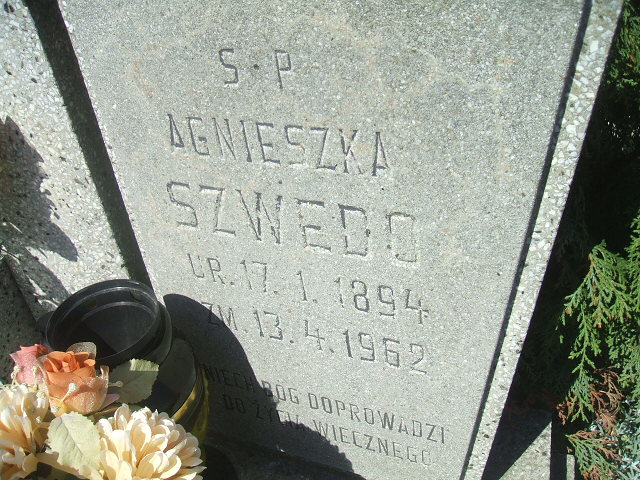 Ś.P
AGNIESZKA
SZWEDO
UR. 17. 1. 1894
ZM. 13. 4. 1962
NIECH BÓG DOPROWADZI
DO ŻYCIA WIECZNEGO